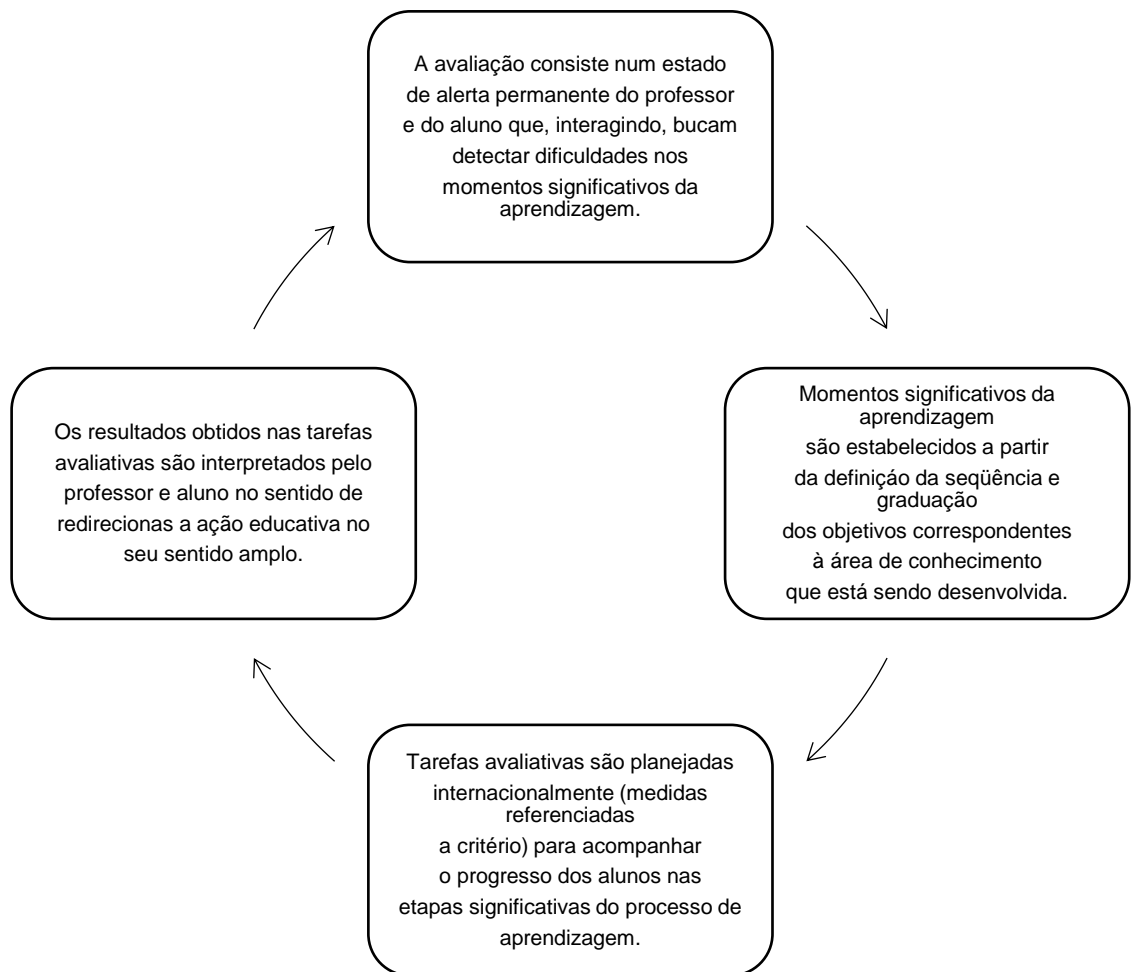 A avaliação consiste num estado
de alerta permanente do professor
e do aluno que, interagindo, bucam
detectar dificuldades nos
momentos significativos da
aprendizagem.
Momentos significativos da
aprendizagem
são estabelecidos a partir
da definiçáo da seqüência e
graduação
dos objetivos correspondentes
à área de conhecimento
que está sendo desenvolvida.
Tarefas avaliativas são planejadas
internacionalmente (medidas
referenciadas
a critério) para acompanhar
o progresso dos alunos nas
etapas significativas do processo de
aprendizagem.
Os resultados obtidos nas tarefas
avaliativas são interpretados pelo
professor e aluno no sentido de
redirecionas a ação educativa no
seu sentido amplo.